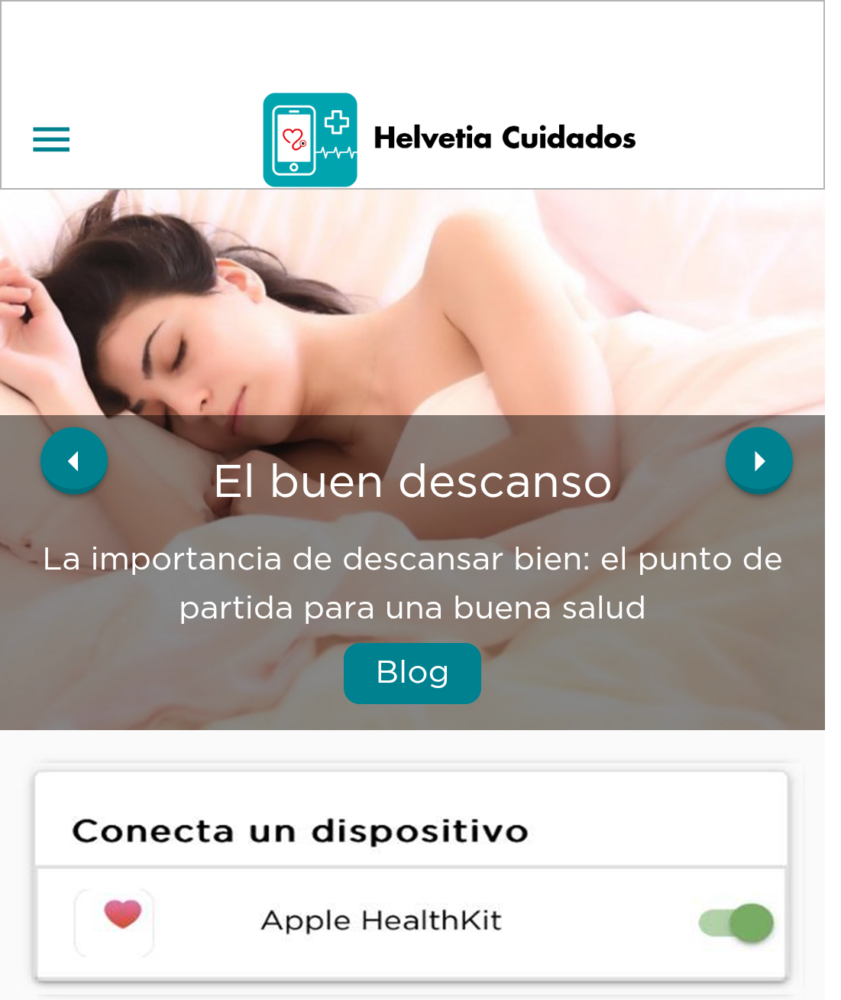 Helvetia Cuidados
El buen descanso
La importancia de descansar bien: el punto de
partida para una buena salud
Blog
Conecta un dispositivo
Apple HealthKit